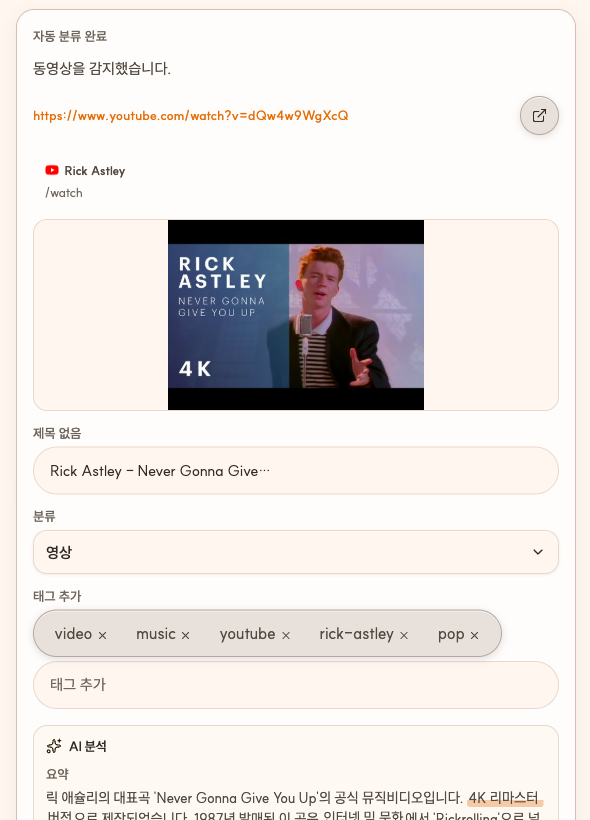 자동 분류 완료
동영상을 감지했습니다.
https://www.youtube.com/watch?v=dQw4w9WgXcQ
Rick Astley
/watch
RICK
ASTLEY
NEVER GONNA
GIVE YOU UP
4K
제목 없음
Rick Astley - Never Gonna Give…
분류
영상
태그 추가
video × music × youtube × rick-astley × pop ×
태그 추가
AI 분석
요약
릭 애슐리의 대표곡 'Never Gonna Give You Up'의 공식 뮤직비디오입니다. 4K 리마스터
버전으로 제작되었습니다. 1987년 발매된 이 곡은 인터넷 밈 문화에서 'Rickrolling'으로 널